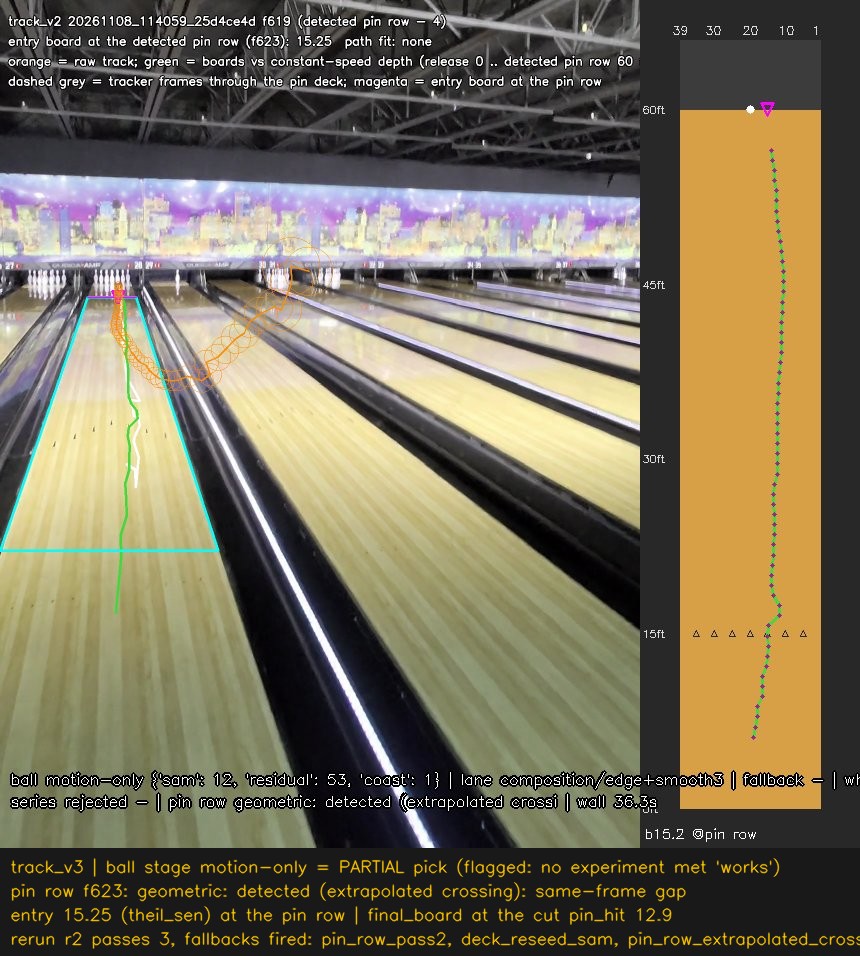 track_v2 20261108_114059_25d4ce4d f619 (detected pin row - 4)
entry board at the detected pin row (f623): 15.25 path fit: none
orange = raw track; green = boards vs constant-speed depth (release 0 .. detected pin row 60
dashed grey = tracker frames through the pin deck; magenta = entry board at the pin row
39 30 20 10 1
60ft
45ft
30ft
15ft
0ft
27
28
29
30
ball motion-only {'sam': 12, 'residual': 53, 'coast': 1} | lane composition/edge+smooth3 | fallback - | wh
series rejected - | pin row geometric: detected (extrapolated crossi | wall 36.3s
b15.2 @pin row
track_v3 | ball stage motion-only = PARTIAL pick (flagged: no experiment met 'works')
pin row f623: geometric: detected (extrapolated crossing): same-frame gap
entry 15.25 (theil_sen) at the pin row | final_board at the cut pin_hit 12.9
rerun r2 passes 3, fallbacks fired: pin_row_pass2, deck_reseed_sam, pin_row_extrapolated_cross